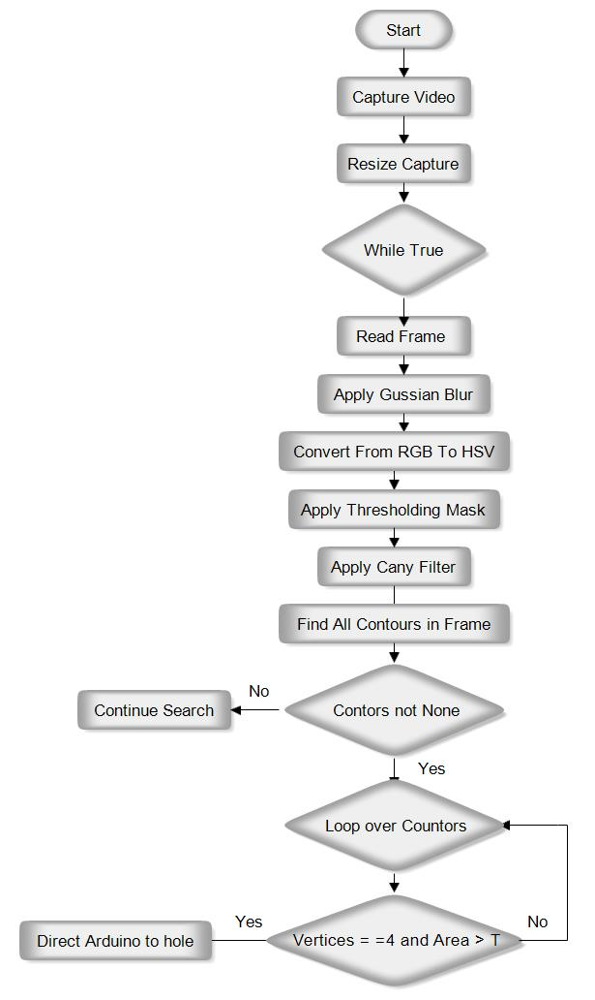 Start
Capture Video
Resize Capture
While True
Read Frame
Apply Gussian Blur
Convert From RGB To HSV
Apply Thresholding Mask
Apply Cany Filter
Find All Contours in Frame
No
Continue Search
Contors not None
Yes
Loop over Countors
Yes
No
Direct Arduino to hole
Vertices = =4 and Area > T